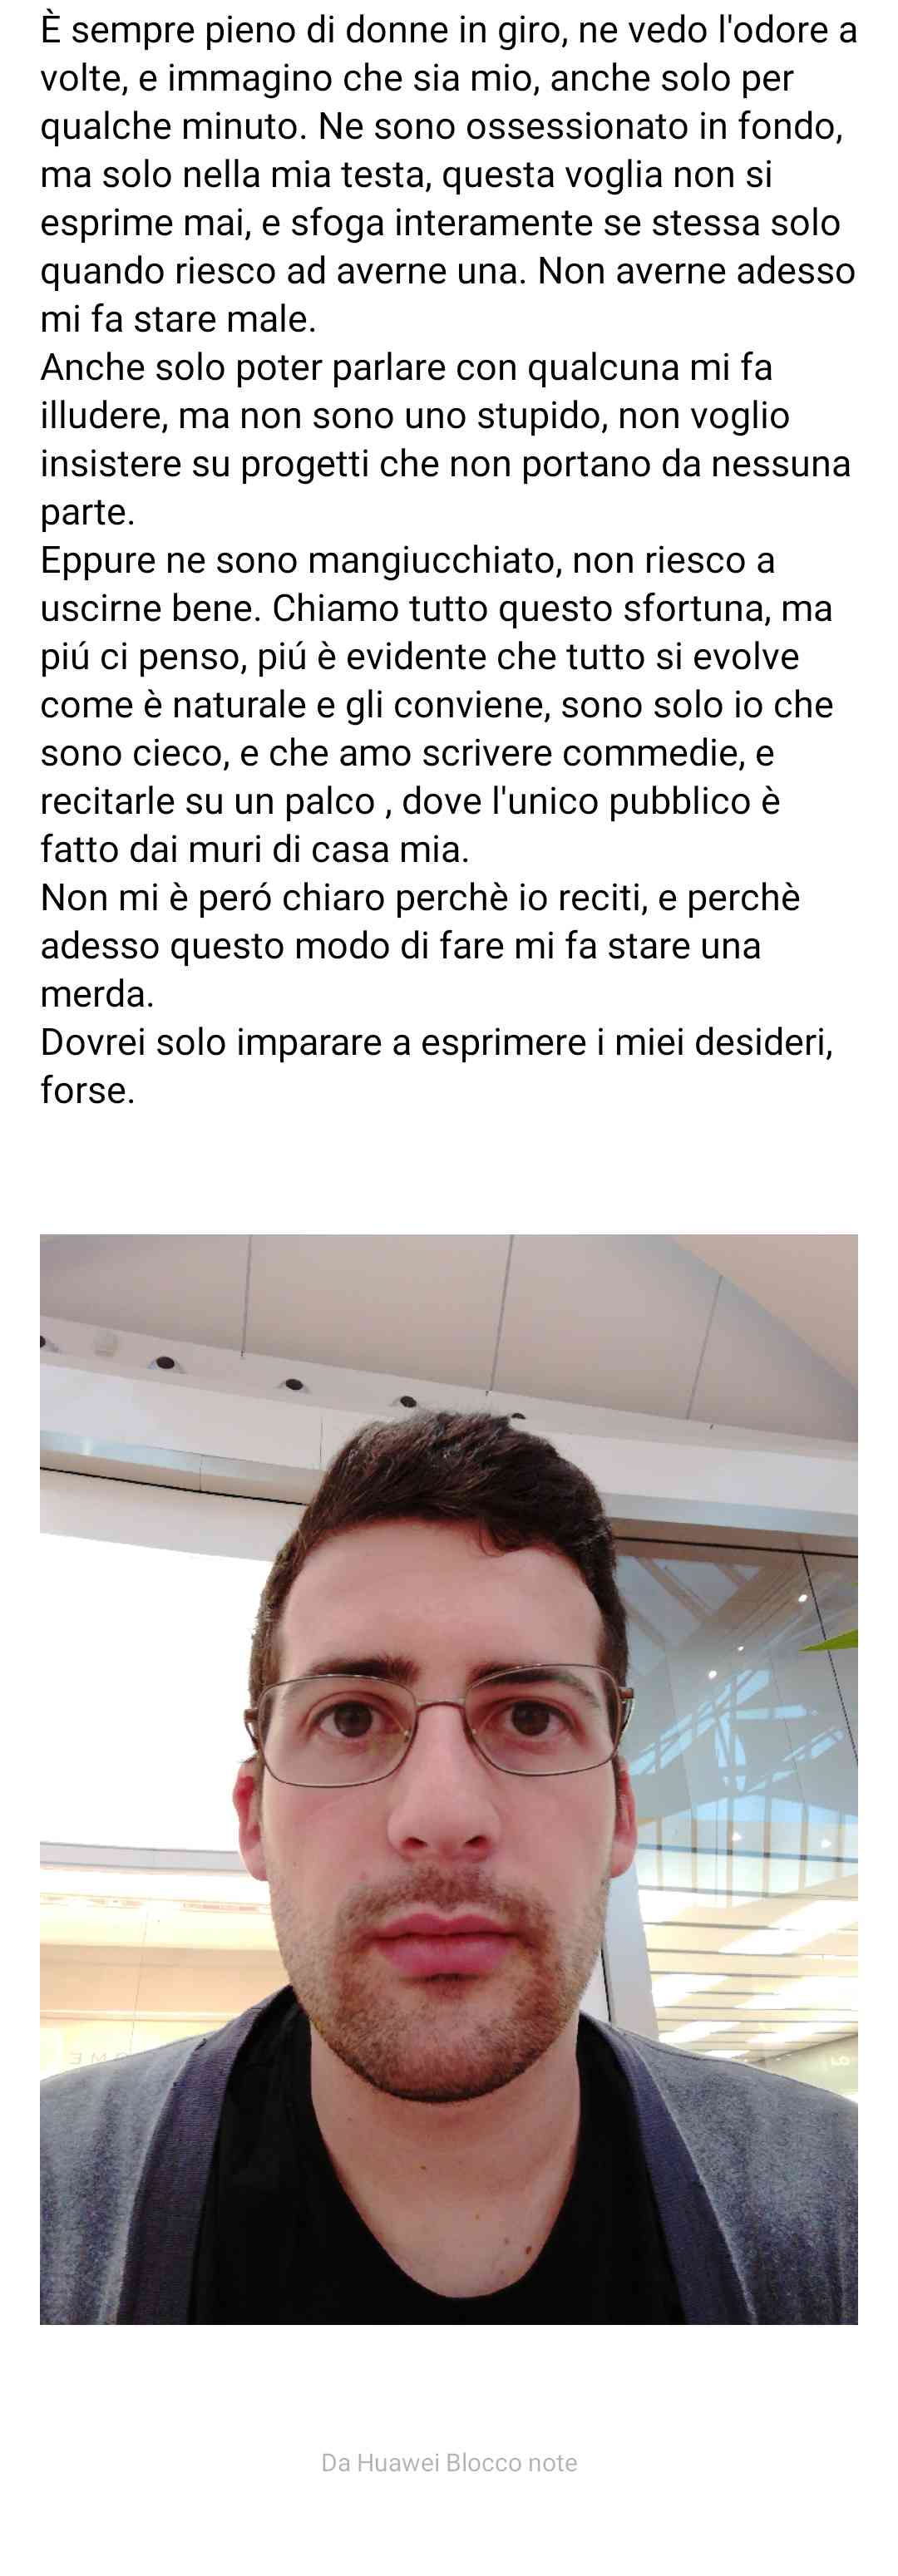 È sempre pieno di donne in giro, ne vedo l'odore a
volte, e immagino che sia mio, anche solo per
qualche minuto. Ne sono ossessionato in fondo,
ma solo nella mia testa, questa voglia non si
esprime mai, e sfoga interamente se stessa solo
quando riesco ad averne una. Non averne adesso
mi fa stare male.
Anche solo poter parlare con qualcuna mi fa
illudere, ma non sono uno stupido, non voglio
insistere su progetti che non portano da nessuna
parte.
Eppure ne sono mangiucchiato, non riesco a
uscirne bene. Chiamo tutto questo sfortuna, ma
piú ci penso, piú è evidente che tutto si evolve
come è naturale e gli conviene, sono solo io che
sono cieco, e che amo scrivere commedie, e
recitarle su un palco , dove l'unico pubblico è
fatto dai muri di casa mia.
Non mi è peró chiaro perchè io reciti, e perchè
adesso questo modo di fare mi fa stare una
merda.
Dovrei solo imparare a esprimere i miei desideri,
forse.
Da Huawei Blocco note